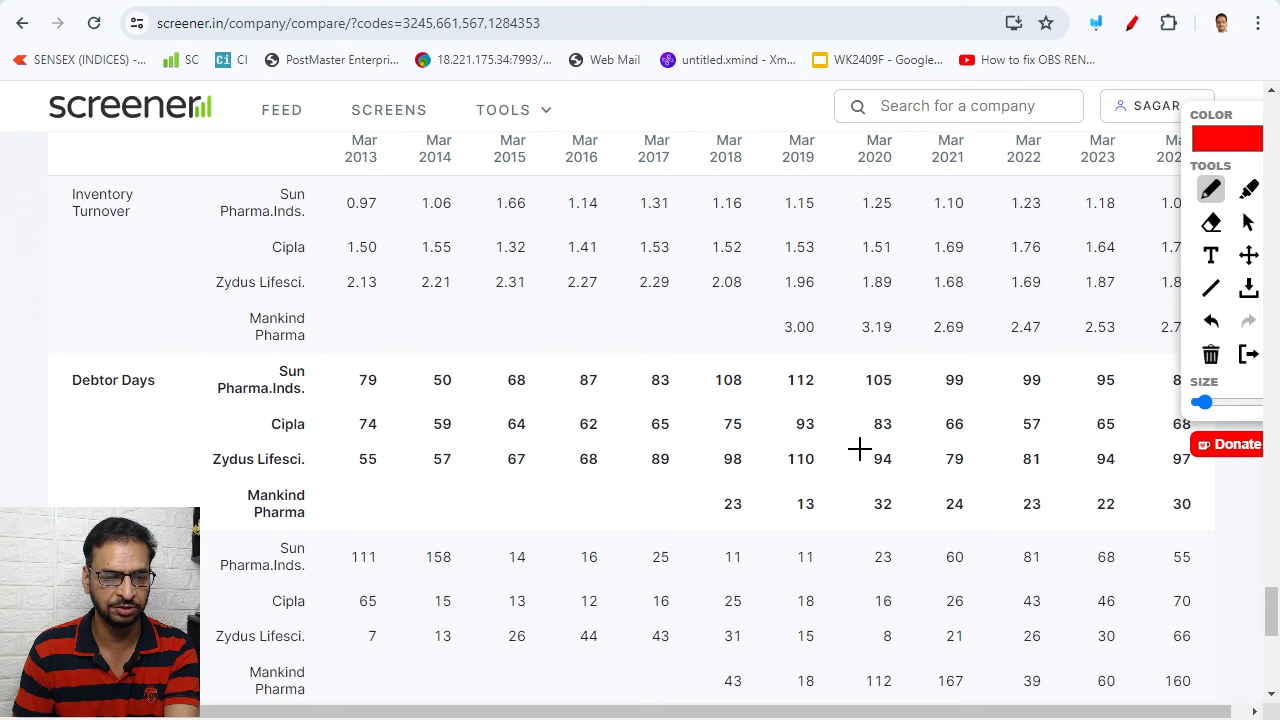 screener.in/company/compare/?codes=3245,661,567,1284353
SENSEX (INDICES) -... SC Ci CI PostMaster Enterpri... 18.221.175.34:7993/... Web Mail untitled.xmind - Xm... WK2409F - Google... How to fix OBS REN...
screener FEED SCREENS TOOLS Search for a company SAGAR
COLOR
TOOLS
SIZE
Donate
Mar 2013 Mar 2014 Mar 2015 Mar 2016 Mar 2017 Mar 2018 Mar 2019 Mar 2020 Mar 2021 Mar 2022 Mar 2023
Inventory Turnover Sun Pharma.Inds. 0.97 1.06 1.66 1.14 1.31 1.16 1.15 1.25 1.10 1.23 1.18
Cipla 1.50 1.55 1.32 1.41 1.53 1.52 1.53 1.51 1.69 1.76 1.64
Zydus Lifesci. 2.13 2.21 2.31 2.27 2.29 2.08 1.96 1.89 1.68 1.69 1.87
Mankind Pharma 3.00 3.19 2.69 2.47 2.53
Debtor Days Sun Pharma.Inds. 79 50 68 87 83 108 112 105 99 99 95
Cipla 74 59 64 62 65 75 93 83 66 57 65 68
Zydus Lifesci. 55 57 67 68 89 98 110 94 79 81 94 97
Mankind Pharma 23 13 32 24 23 22 30
Sun Pharma.Inds. 111 158 14 16 25 11 11 23 60 81 68 55
Cipla 65 15 13 12 16 25 18 16 26 43 46 70
Zydus Lifesci. 7 13 26 44 43 31 15 8 21 26 30 66
Mankind Pharma 43 18 112 167 39 60 160